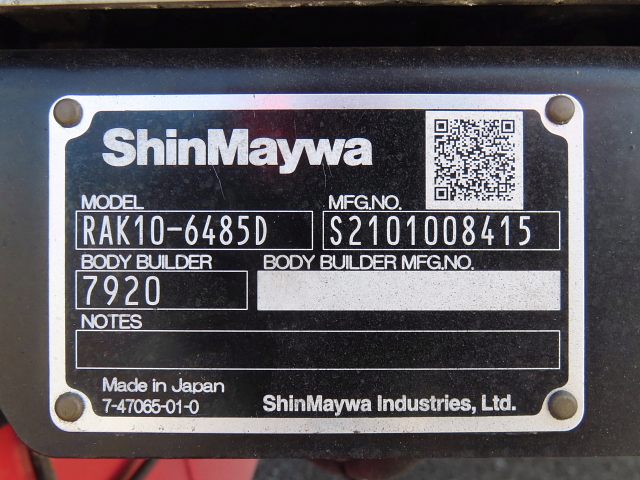 ShinMaywa
MODEL MFG.NO.
RAK10-6485D S2101008415
BODY BUILDER BODY BUILDER MFG.NO.
7920
NOTES
Made in Japan
7-47065-01-0 ShinMaywa Industries, Ltd.